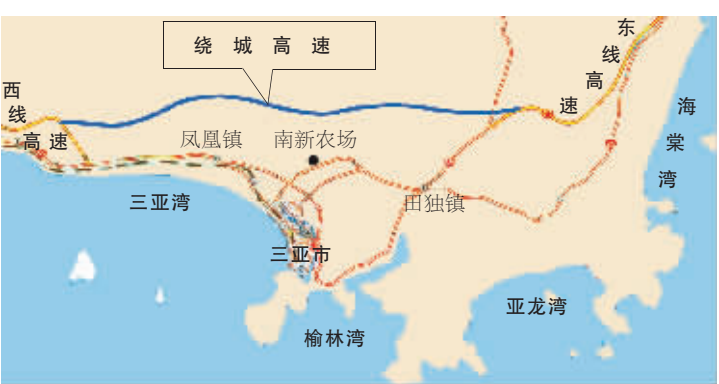 绕城高速
东线高速
西线高速
海棠湾
凤凰镇
南新农场
三亚湾
田独镇
三亚市
亚龙湾
榆林湾